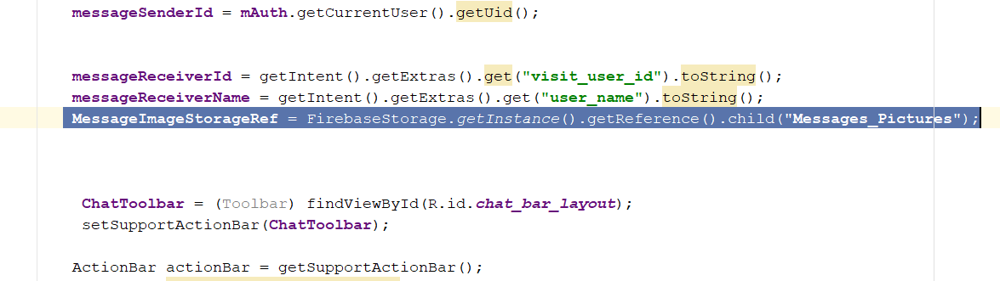 messageSenderId = mAuth.getCurrentUser().getUid();
messageReceiverId = getIntent().getExtras().get("visit_user_id").toString();
messageReceiverName = getIntent().getExtras().get("user_name").toString();
MessageImageStorageRef = FirebaseStorage.getInstance().getReference().child("Messages_Pictures");
ChatToolbar = (Toolbar) findViewById(R.id.chat_bar_layout);
setSupportActionBar(ChatToolbar);
ActionBar actionBar = getSupportActionBar();